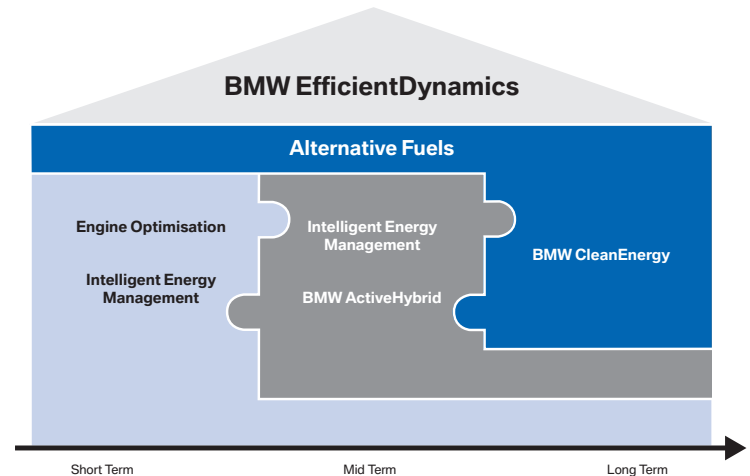 BMW EfficientDynamics
Alternative Fuels
Engine Optimisation
Intelligent Energy
Management
Intelligent Energy
Management
BMW ActiveHybrid
BMW CleanEnergy
Short Term
Mid Term
Long Term